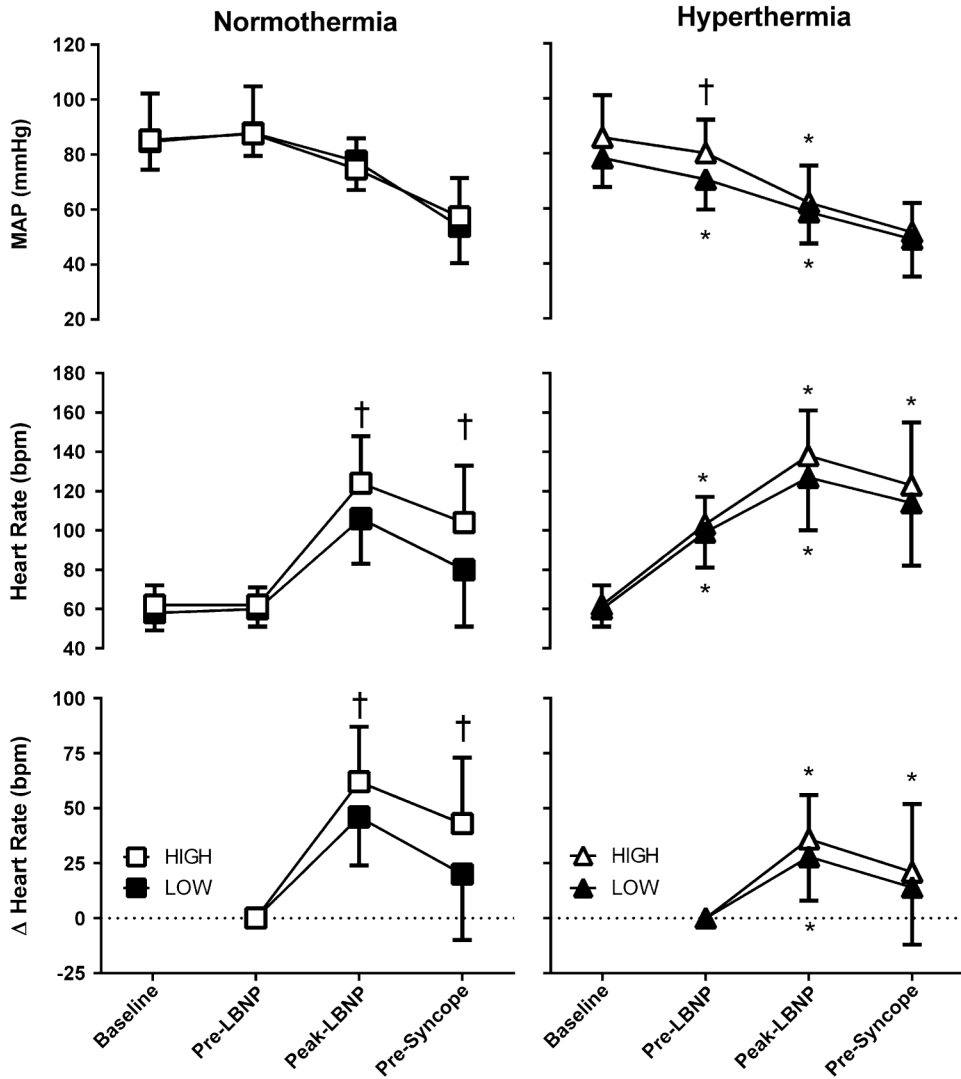 Normothermia
Hyperthermia
MAP (mmHg)
120
100
80
60
40
20
†
*
*
*
Heart Rate (bpm)
180
160
140
120
100
80
60
40
†
†
*
*
*
*
*
Δ Heart Rate (bpm)
100
75
50
25
0
-25
†
†
HIGH
LOW
*
*
HIGH
LOW
*
Baseline
Pre-LBNP
Peak-LBNP
Pre-Syncope
Baseline
Pre-LBNP
Peak-LBNP
Pre-Syncope